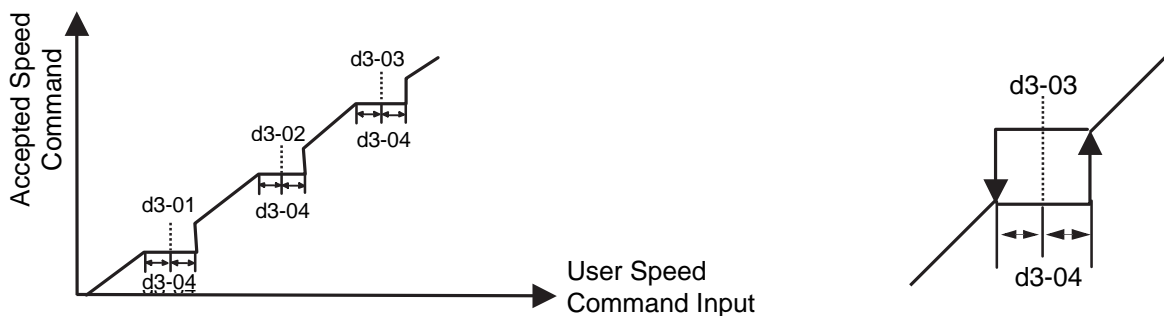 Accepted Speed
Command
d3-01
d3-04
d3-02
d3-04
d3-03
d3-04
User Speed
Command Input
d3-03
d3-04